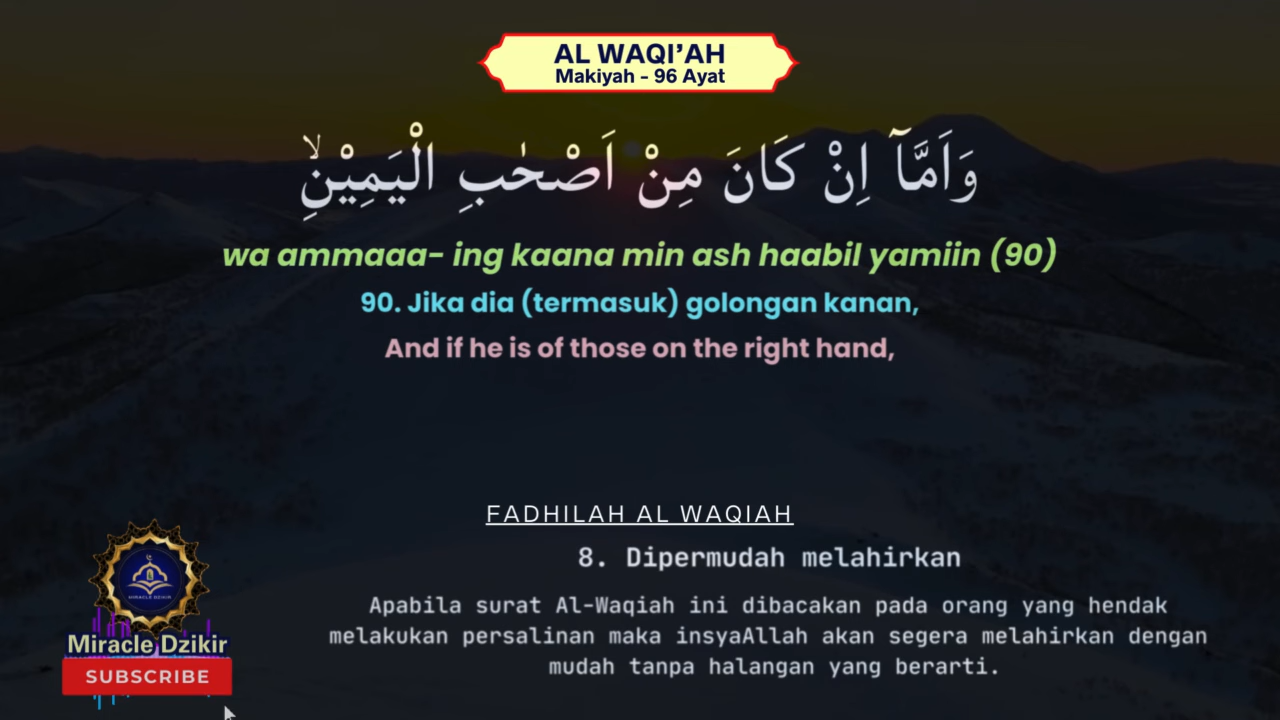 AL WAQI'AH
Makiyah - 96 Ayat
وَاَمَّآ اِنْ كَانَ مِنْ اَصْحٰبِ الْيَمِيْنِۙ
wa ammaaa- ing kaana min ash haabil yamiin (90)
90. Jika dia (termasuk) golongan kanan,
And if he is of those on the right hand,
FADHILAH AL WAQIAH
8. Dipermudah melahirkan
Apabila surat Al-Waqiah ini dibacakan pada orang yang hendak
melakukan persalinan maka insyaAllah akan segera melahirkan dengan
mudah tanpa halangan yang berarti.
MIRACLE DZIKIR
Miracle Dzikir
SUBSCRIBE